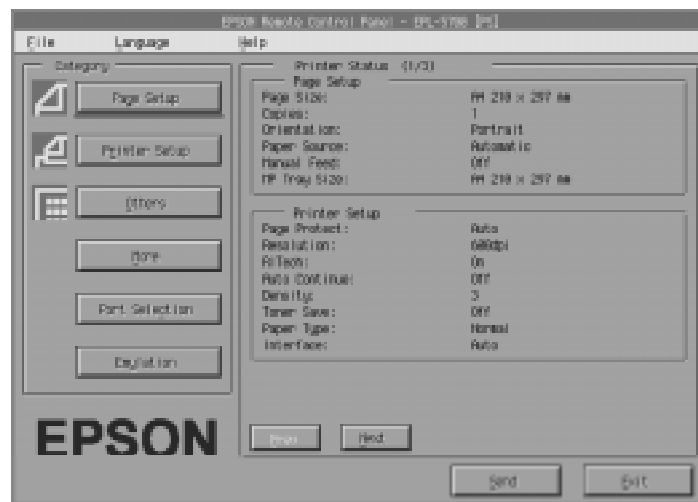 EPSON Remote Control Panel - EPL-5700 [P1]
File Language Help
Category
Page Setup
Printer Setup
Others
More
Port Selection
Emulation
EPSON
Printer Status (1/3)
Page Setup
Page Size: A4 210 x 297 mm
Copies: 1
Orientation: Portrait
Paper Source: Automatic
Manual Feed: Off
MP Tray Size: A4 210 x 297 mm
Printer Setup
Page Protect: Auto
Resolution: 600dpi
RITech: On
Auto Continue: Off
Density: 3
Toner Save: Off
Paper Type: Normal
Interface: Auto
Next
Send Exit